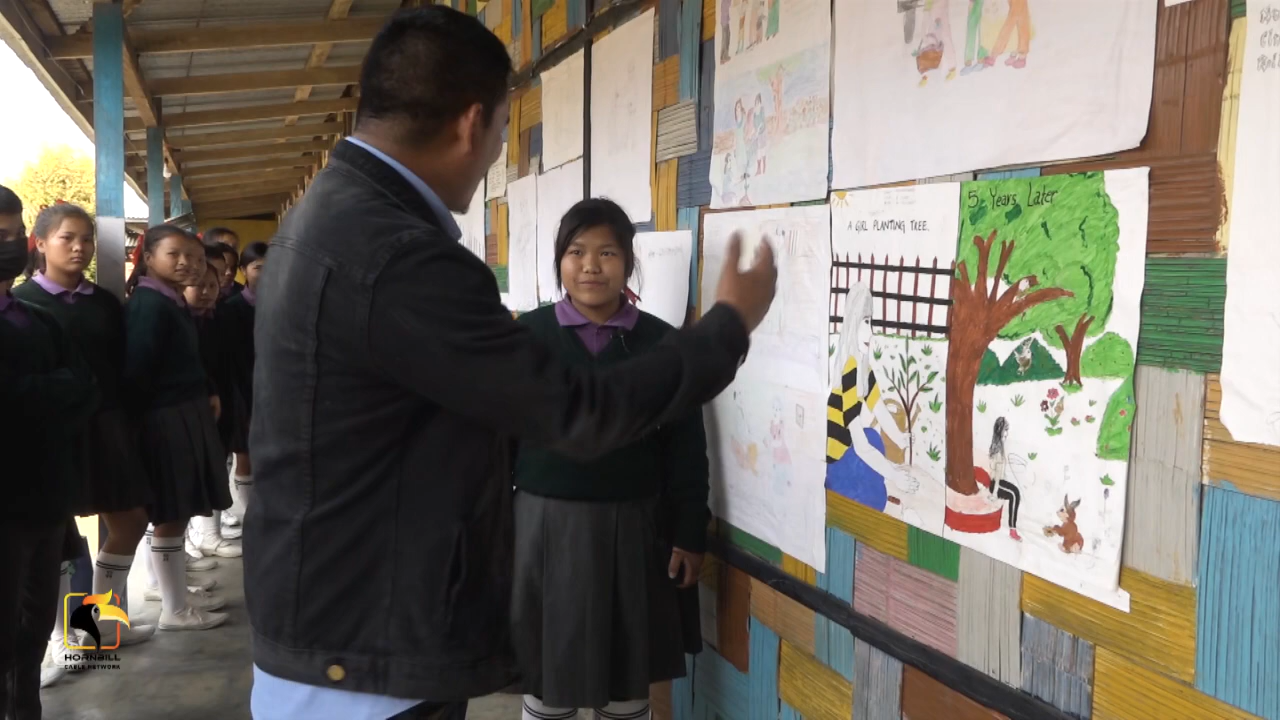 5 Years Later
A GIRL PLANTING TREE.
HORNBILL
CABLE NETWORK